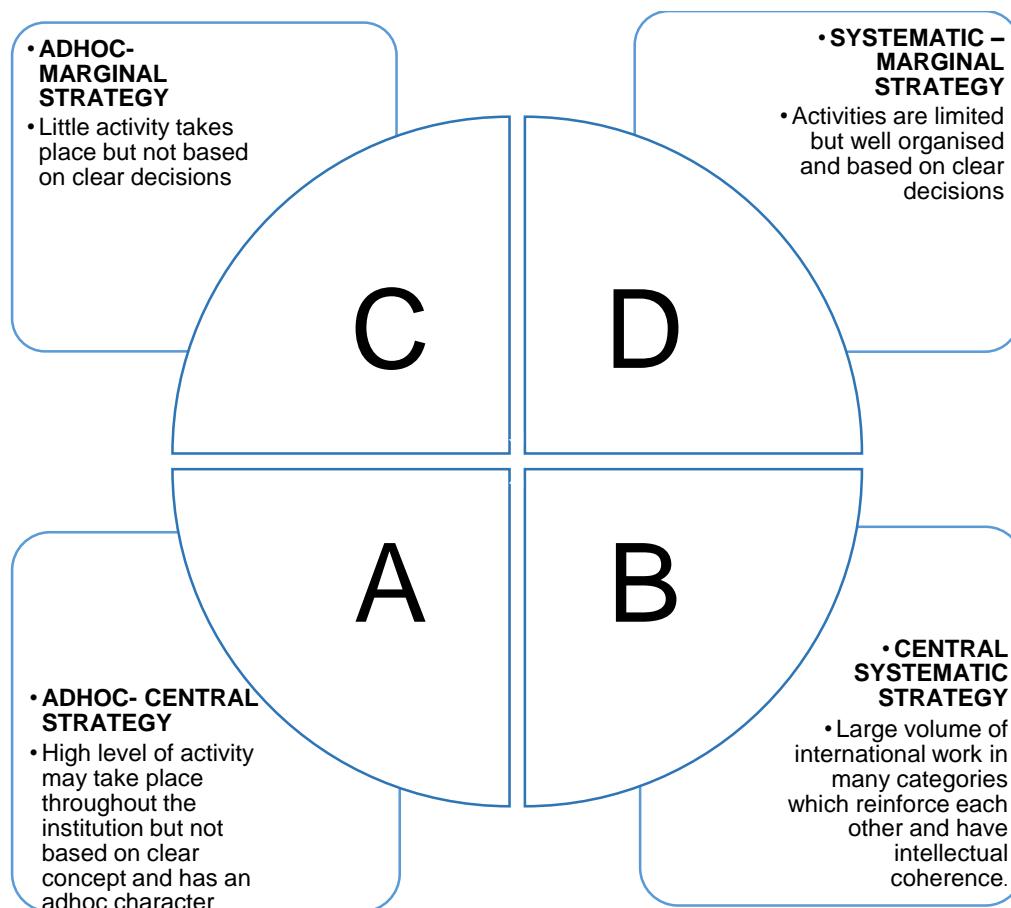 • ADHOC-
MARGINAL
STRATEGY
• Little activity takes
place but not based
on clear decisions
• SYSTEMATIC –
MARGINAL
STRATEGY
• Activities are limited
but well organised
and based on clear
decisions
C
D
A
B
• ADHOC- CENTRAL
STRATEGY
• High level of activity
may take place
throughout the
institution but not
based on clear
concept and has an
adhoc character
• CENTRAL
SYSTEMATIC
STRATEGY
• Large volume of
international work in
many categories
which reinforce each
other and have
intellectual
coherence.